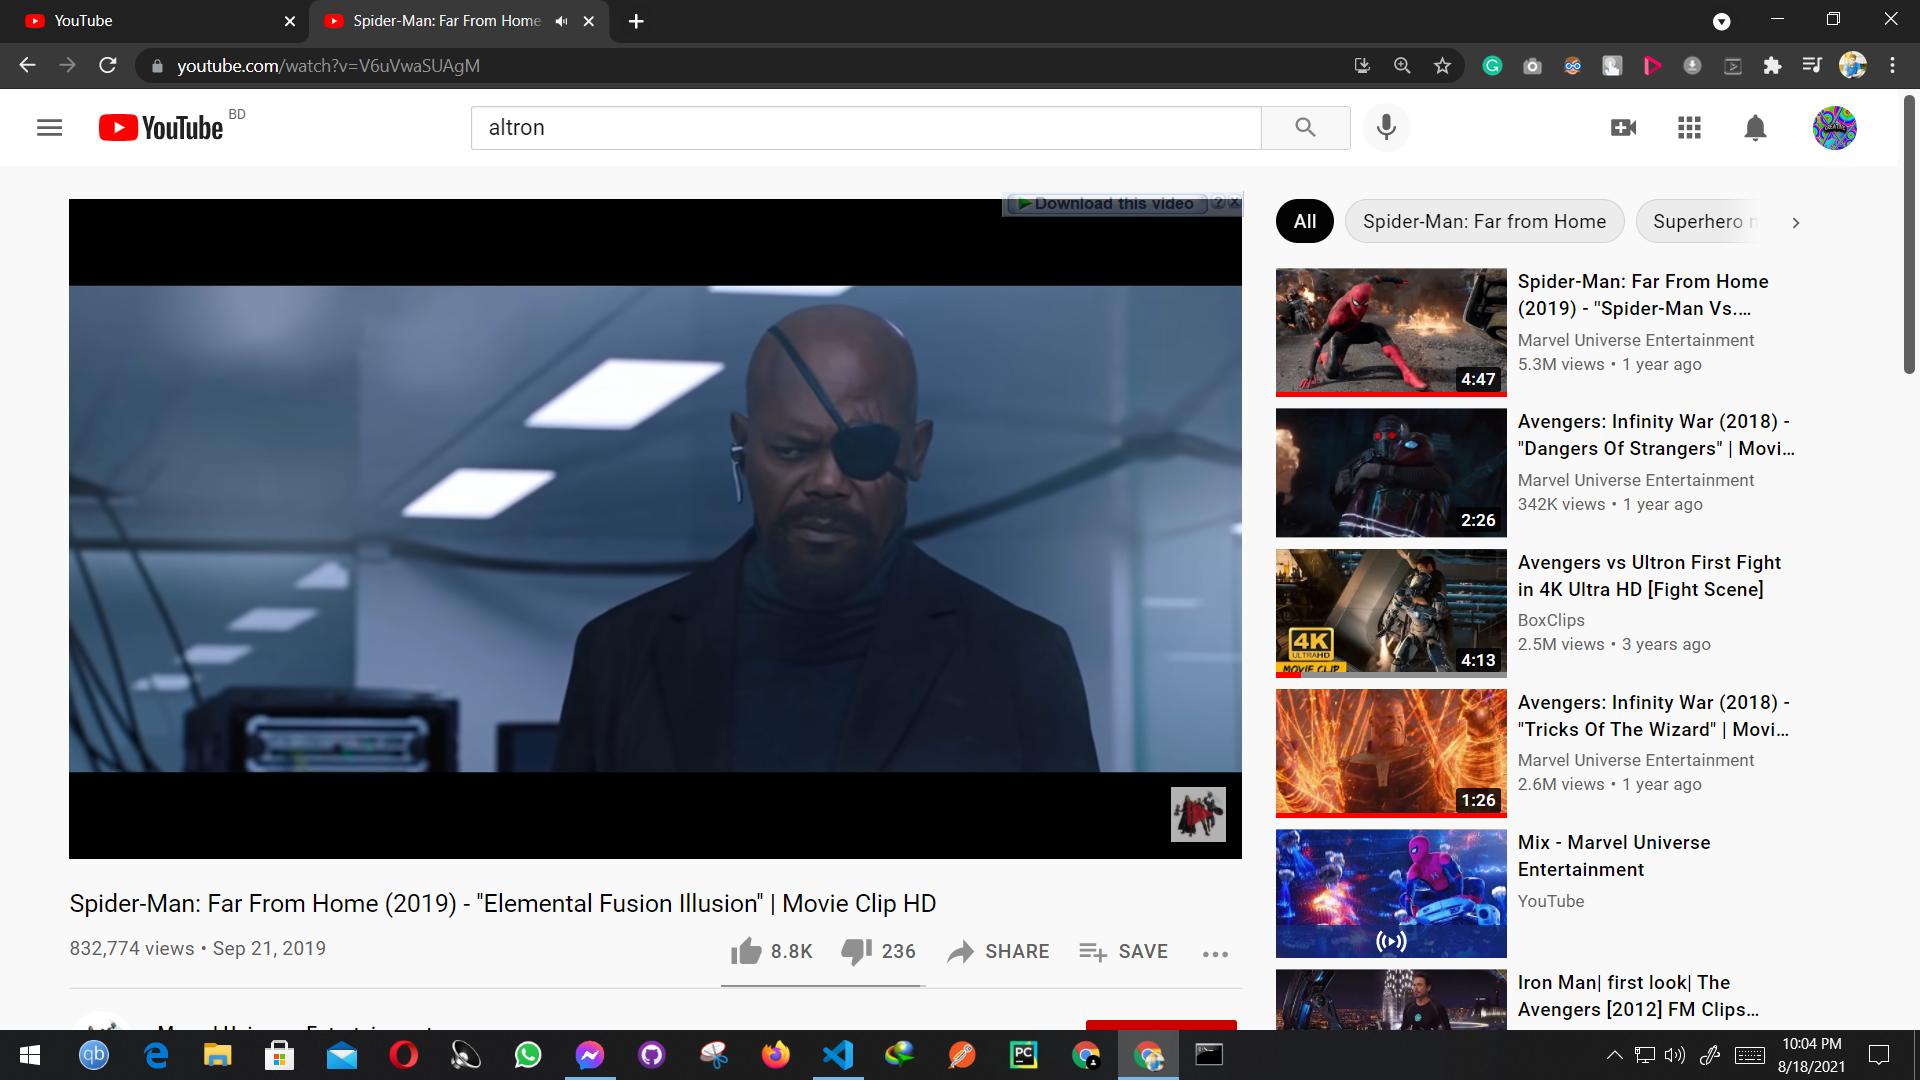 YouTube
Spider-Man: Far From Home
youtube.com/watch?v=V6uVwaSUAgM
YouTube BD
altron
Download this video
All
Spider-Man: Far from Home
Superhero
4:47
Spider-Man: Far From Home
(2019) - "Spider-Man Vs....
Marvel Universe Entertainment
5.3M views • 1 year ago
2:26
Avengers: Infinity War (2018) -
"Dangers Of Strangers" | Movi...
Marvel Universe Entertainment
342K views • 1 year ago
4K
ULTRA HD
MOVIE CLIP
4:13
Avengers vs Ultron First Fight
in 4K Ultra HD [Fight Scene]
BoxClips
2.5M views • 3 years ago
1:26
Avengers: Infinity War (2018) -
"Tricks Of The Wizard" | Movi...
Marvel Universe Entertainment
2.6M views • 1 year ago
Mix - Marvel Universe
Entertainment
YouTube
Iron Man| first look| The
Avengers [2012] FM Clips...
Spider-Man: Far From Home (2019) - "Elemental Fusion Illusion" | Movie Clip HD
832,774 views • Sep 21, 2019
8.8K
236
SHARE
SAVE
qb
PC
10:04 PM
8/18/2021